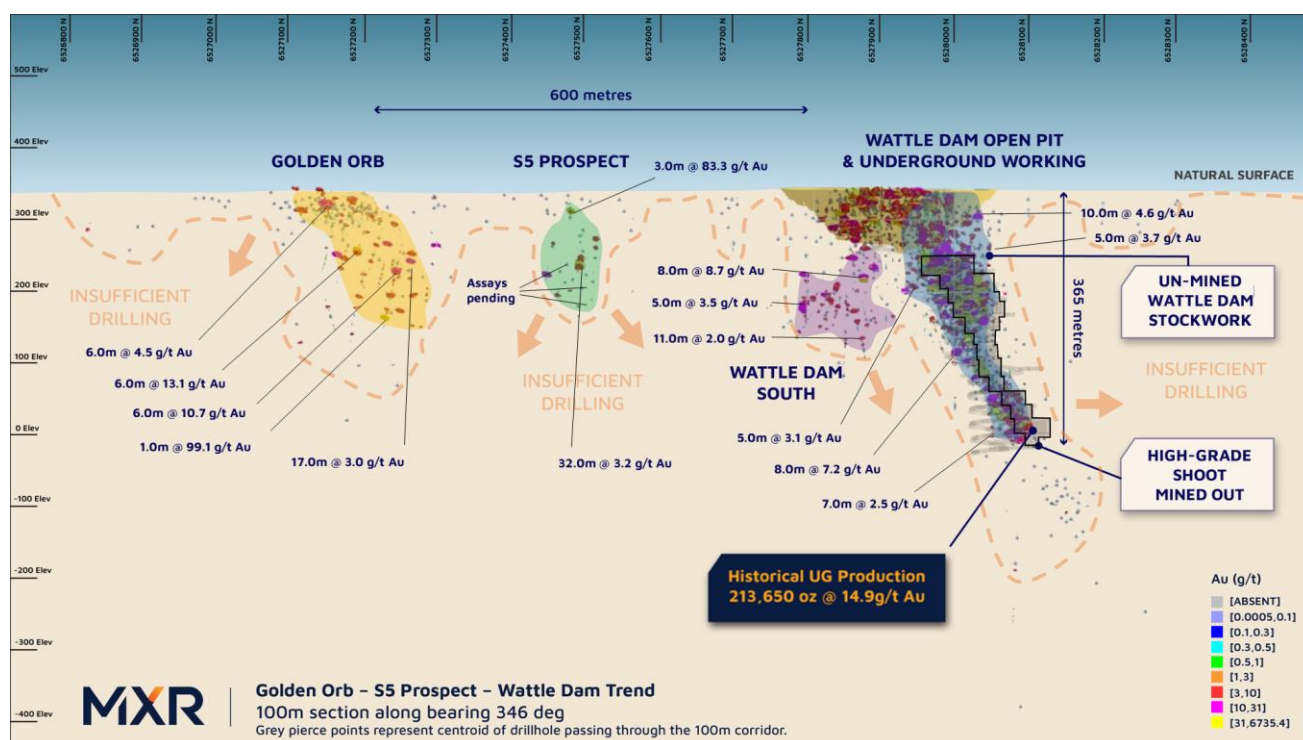 6526800 N
6526900 N
6527000 N
6527100 N
6527200 N
6527300 N
6527400 N
6527500 N
6527600 N
6527700 N
6527800 N
6527900 N
6528000 N
6528100 N
6528200 N
6528300 N
6528400 N
500 Elev
600 metres
400 Elev
GOLDEN ORB
S5 PROSPECT
WATTLE DAM OPEN PIT
& UNDERGROUND WORKING
3.0m @ 83.3 g/t Au
NATURAL SURFACE
300 Elev
10.0m @ 4.6 g/t Au
5.0m @ 3.7 g/t Au
INSUFFICIENT
DRILLING
Assays
pending
8.0m @ 8.7 g/t Au
5.0m @ 3.5 g/t Au
11.0m @ 2.0 g/t Au
365 metres
UN-MINED
WATTLE DAM
STOCKWORK
200 Elev
6.0m @ 4.5 g/t Au
6.0m @ 13.1 g/t Au
6.0m @ 10.7 g/t Au
1.0m @ 99.1 g/t Au
17.0m @ 3.0 g/t Au
100 Elev
INSUFFICIENT
DRILLING
32.0m @ 3.2 g/t Au
WATTLE DAM
SOUTH
INSUFFICIENT
DRILLING
5.0m @ 3.1 g/t Au
8.0m @ 7.2 g/t Au
7.0m @ 2.5 g/t Au
0 Elev
HIGH-GRADE
SHOOT
MINED OUT
-100 Elev
-200 Elev
Historical UG Production
213,650 oz @ 14.9g/t Au
-300 Elev
-400 Elev
Au (g/t)
[ABSENT]
[0.0005,0.1]
[0.1,0.3]
[0.3,0.5]
[0.5,1]
[1,3]
[3,10]
[10,31]
[31,6735.4]
MXR
Golden Orb – S5 Prospect – Wattle Dam Trend
100m section along bearing 346 deg
Grey pierce points represent centroid of drillhole passing through the 100m corridor.